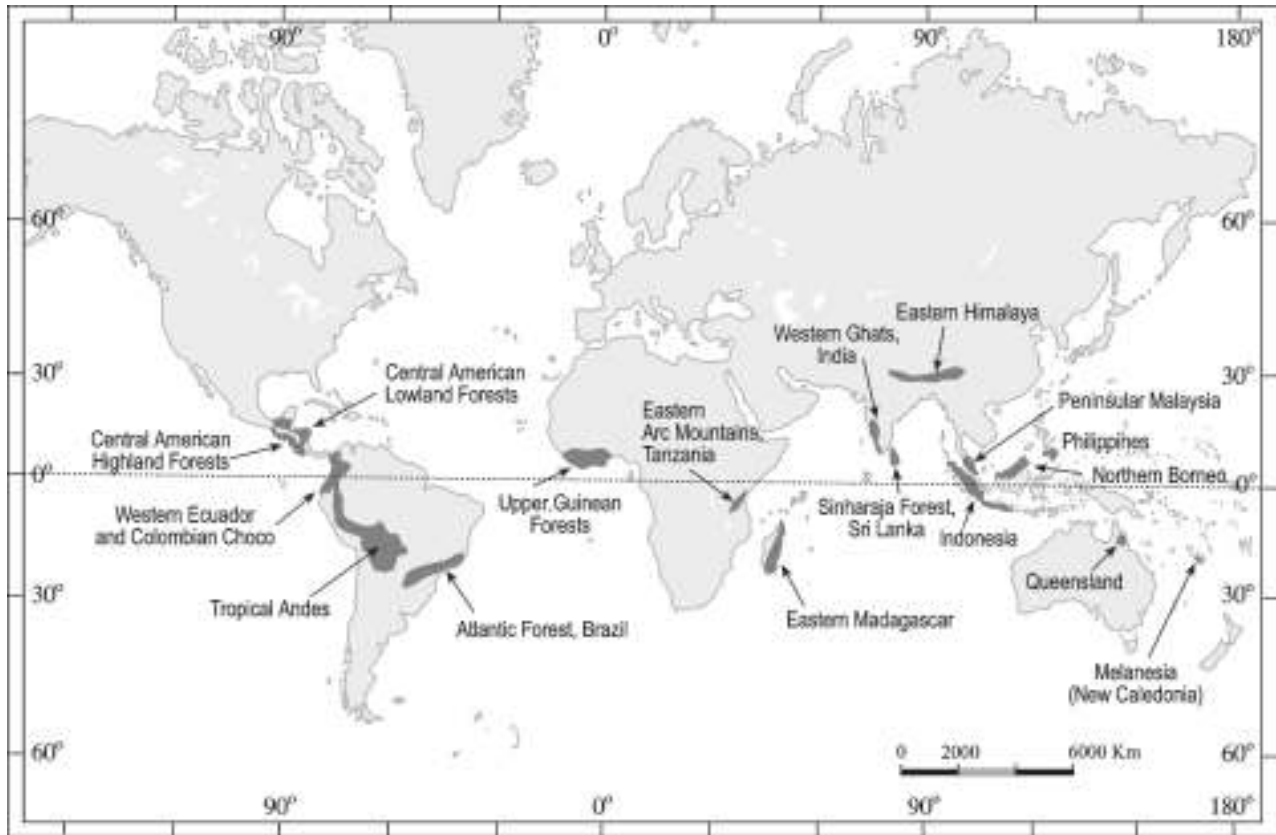 90°
0°
90°
180°
60°
60°
Eastern Himalaya
Western Ghats,
India
30°
30°
Central American
Lowland Forests
Eastern
Arc Mountains,
Tanzania
Peninsular Malaysia
Central American
Highland Forests
Philippines
Northern Borneo
0°
0°
Western Ecuador
and Colombian Choco
Upper Guinean
Forests
Sinharaja Forest,
Sri Lanka
Indonesia
Queensland
Tropical Andes
30°
30°
Atlantic Forest, Brazil
Eastern Madagascar
Melanesia
(New Caledonia)
60°
60°
0 2000 6000 Km
90°
0°
90°
180°